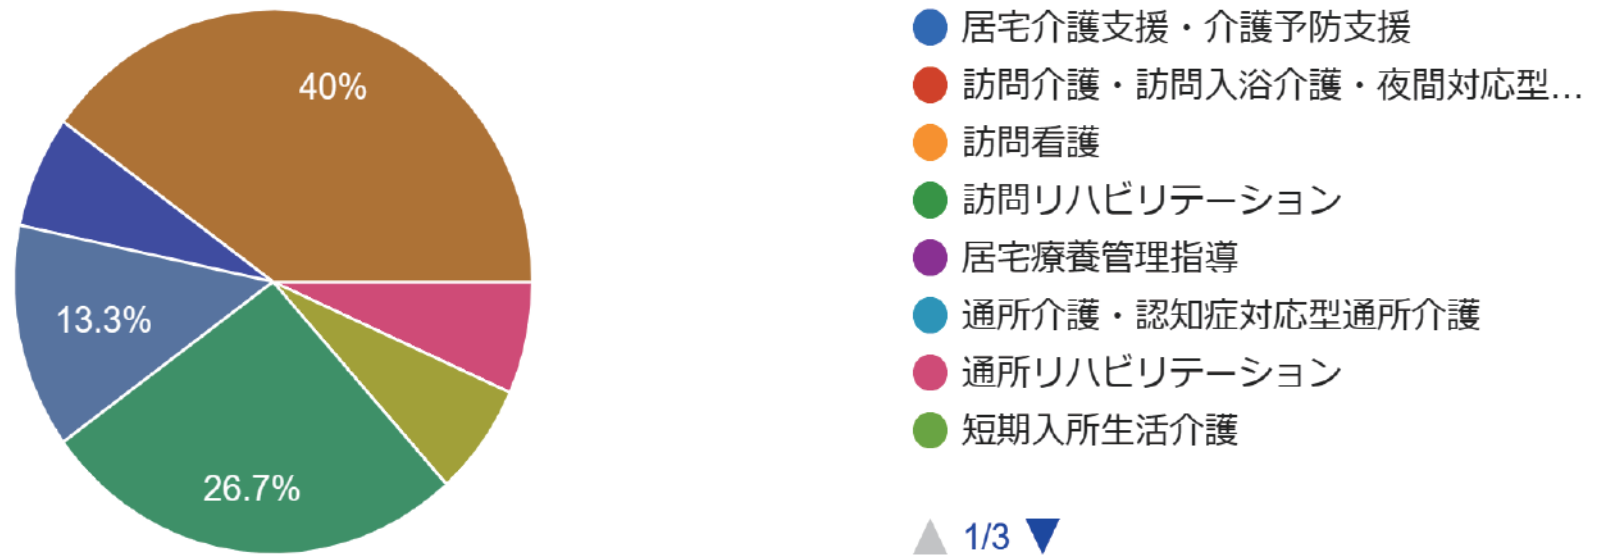 40%
13.3%
26.7%
居宅介護支援・介護予防支援
訪問介護・訪問入浴介護・夜間対応型…
訪問看護
訪問リハビリテーション
居宅療養管理指導
通所介護・認知症対応型通所介護
通所リハビリテーション
短期入所生活介護
1/3